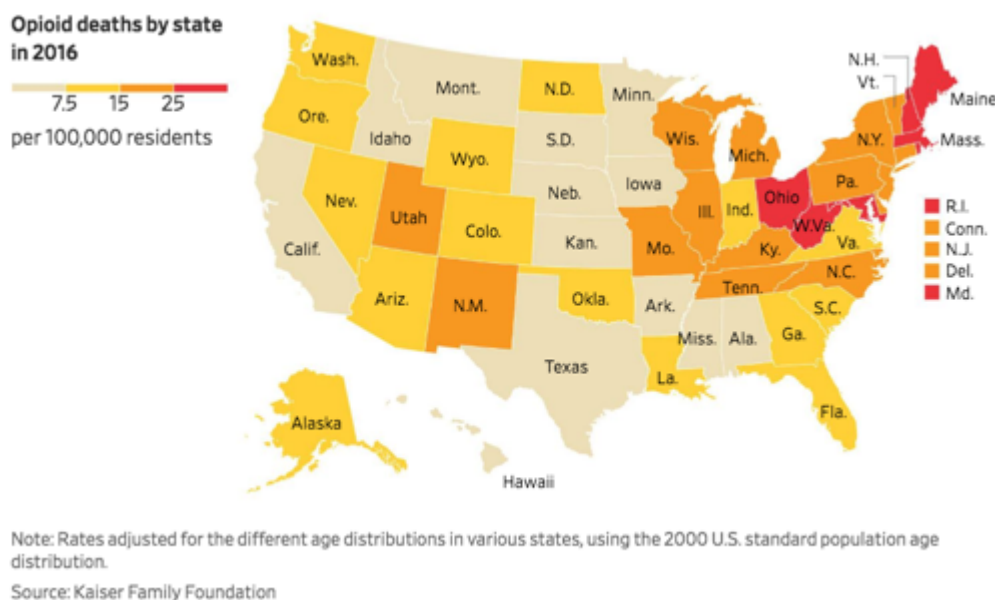 Opioid deaths by state
in 2016
7.5 15 25
per 100,000 residents
Wash.
Mont.
N.D.
Minn.
N.H.
Vt.
Maine
Ore.
Idaho
S.D.
Wis.
Mich.
N.Y.
Mass.
Wyo.
Neb.
Iowa
Pa.
Nev.
Utah
Colo.
Ill.
Ind.
Ohio
W.Va.
R.I.
Conn.
N.J.
Del.
Md.
Calif.
Kan.
Mo.
Ky.
Va.
Ariz.
N.M.
Okla.
Ark.
Tenn.
N.C.
S.C.
Texas
Miss.
Ala.
Ga.
La.
Fla.
Alaska
Hawaii
Note: Rates adjusted for the different age distributions in various states, using the 2000 U.S. standard population age
distribution.
Source: Kaiser Family Foundation